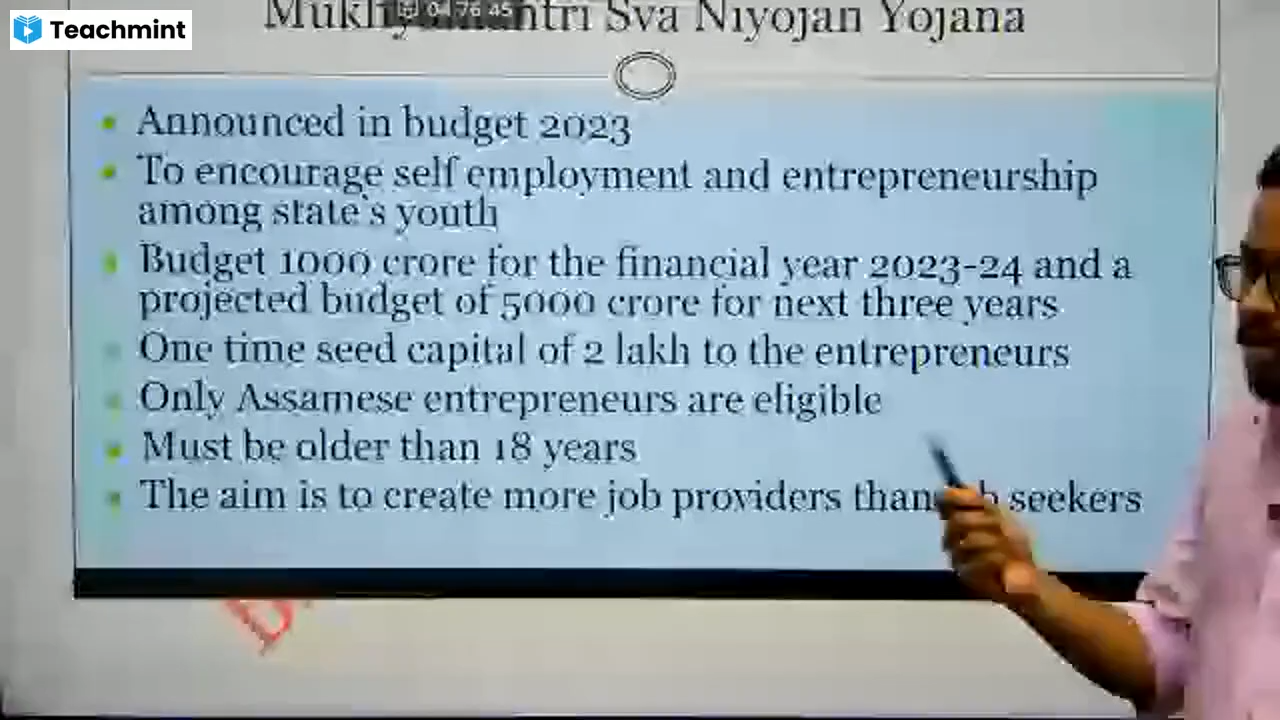 Teachmint
Sva Niyojan Yojana
Announced in budget 2023
To encourage self employment and entrepreneurship
among state's youth
Budget 1000 crore for the financial year 2023-24 and a
projected budget of 5000 crore for next three years
One time seed capital of 2 lakh to the entrepreneurs
Only Assamese entrepreneurs are eligible
Must be older than 18 years
The aim is to create more job providers than seekers